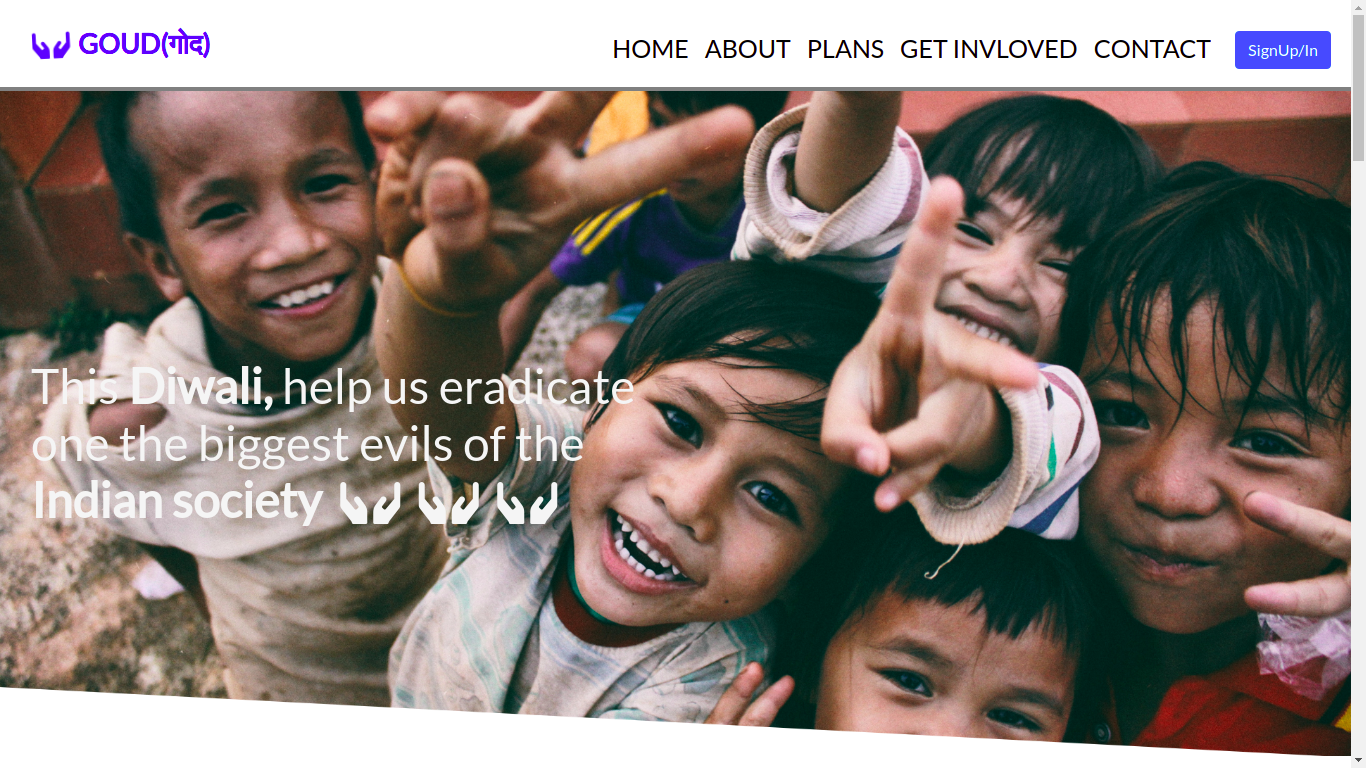 GOUD(गोद)
HOME ABOUT PLANS GET INVLOVED CONTACT SignUp/In
This Diwali, help us eradicate
one the biggest evils of the
Indian society